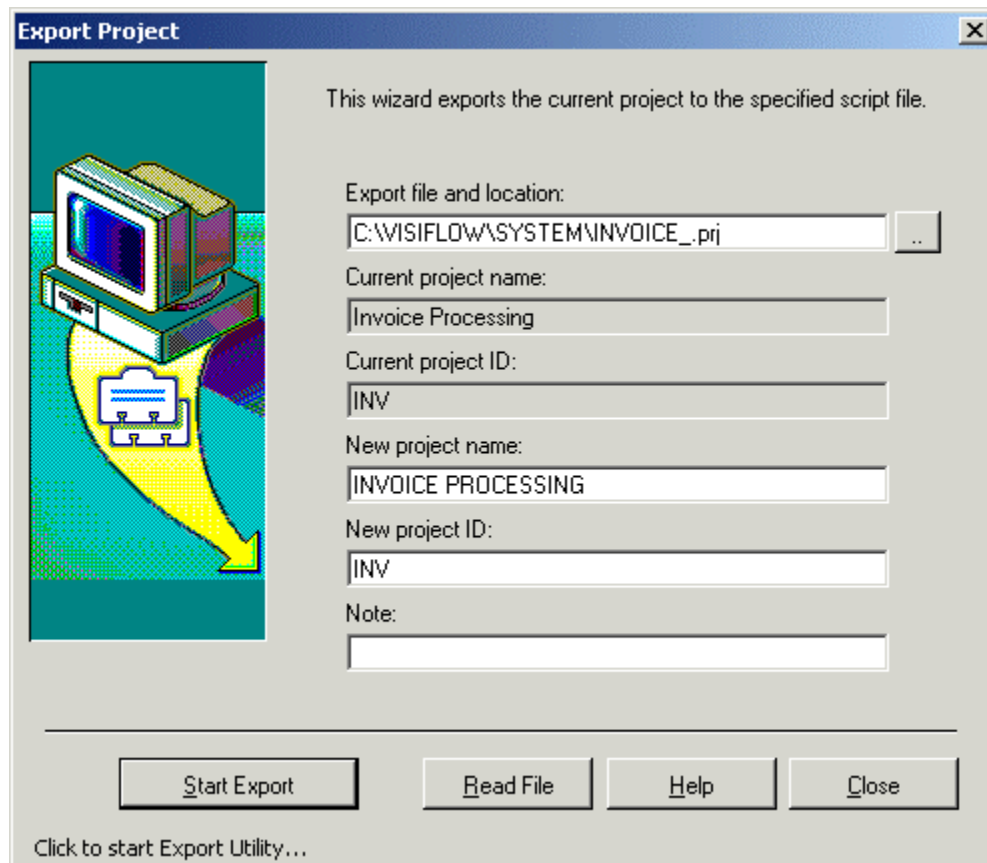 Export Project
This wizard exports the current project to the specified script file.
Export file and location:
C:\VISIFLOW\SYSTEM\INVOICE_.prj
..
Current project name:
Invoice Processing
Current project ID:
INV
New project name:
INVOICE PROCESSING
New project ID:
INV
Note:
Start Export Read File Help Close
Click to start Export Utility...